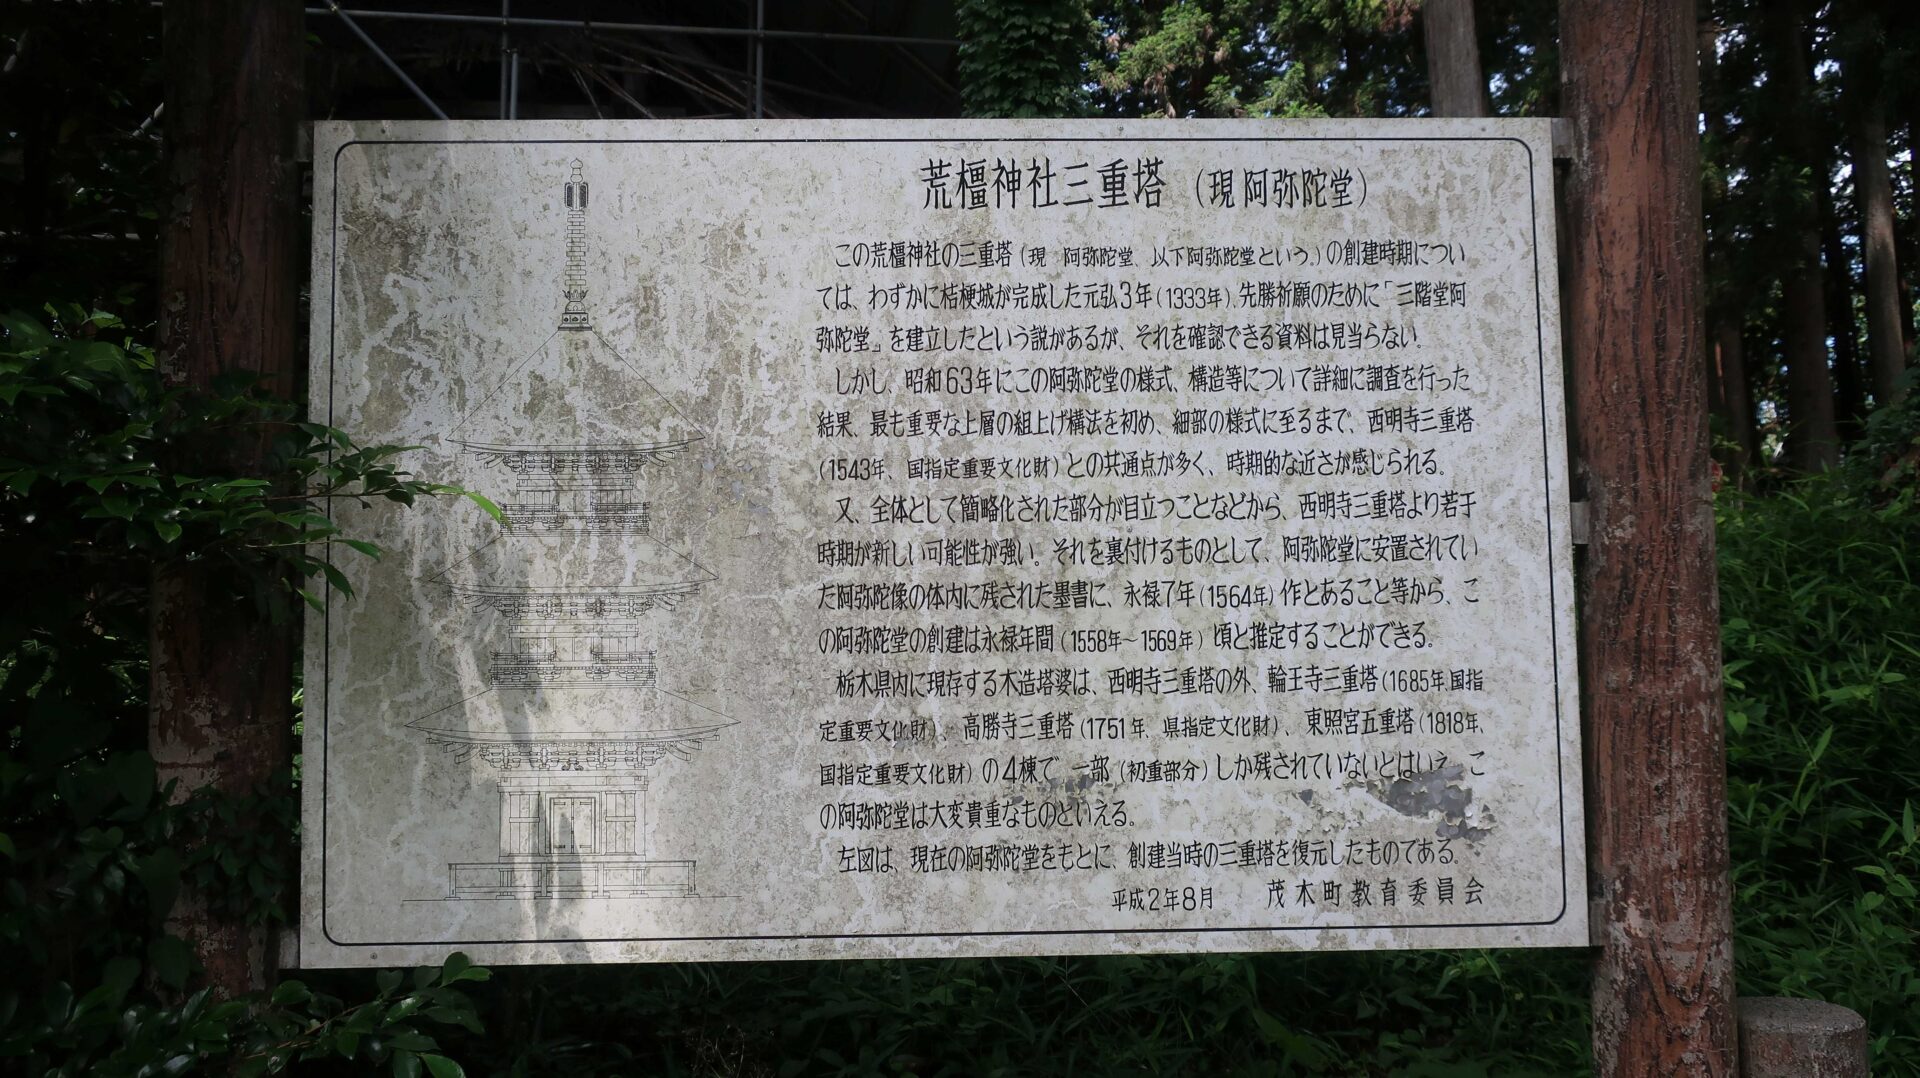 荒橿神社三重塔（現 阿弥陀堂）
この荒橿神社の三重塔（現　阿弥陀堂、以下阿弥陀堂という。）の創建時期につい
ては、わずかに桔梗城が完成した元弘3年（1333年）、先勝祈願のために「三階堂阿
弥陀堂」を建立したという説があるが、それを確認できる資料は見当らない。
しかし、昭和63年にこの阿弥陀堂の様式、構造等について詳細に調査を行った
結果、最も重要な上層の組上げ構法を初め、細部の様式に至るまで、西明寺三重塔
（1543年、国指定重要文化財）との共通点が多く、時期的な近さが感じられる。
又、全体として簡略化された部分が目立つことなどから、西明寺三重塔より若干
時期が新しい可能性が強い。それを裏付けるものとして、阿弥陀堂に安置されてい
た阿弥陀像の体内に残された墨書に、永禄7年（1564年）作とあること等から、こ
の阿弥陀堂の創建は永禄年間（1558年～1569年）頃と推定することができる。
栃木県内に現存する木造塔婆は、西明寺三重塔の外、輪王寺三重塔（1685年、国指
定重要文化財）、高勝寺三重塔（1751年、県指定文化財）、東照宮五重塔（1818年、
国指定重要文化財）の4棟で、一部（初重部分）しか残されていないとはいえ、こ
の阿弥陀堂は大変貴重なものといえる。
左図は、現在の阿弥陀堂をもとに、創建当時の三重塔を復元したものである。
平成2年8月　茂木町教育委員会